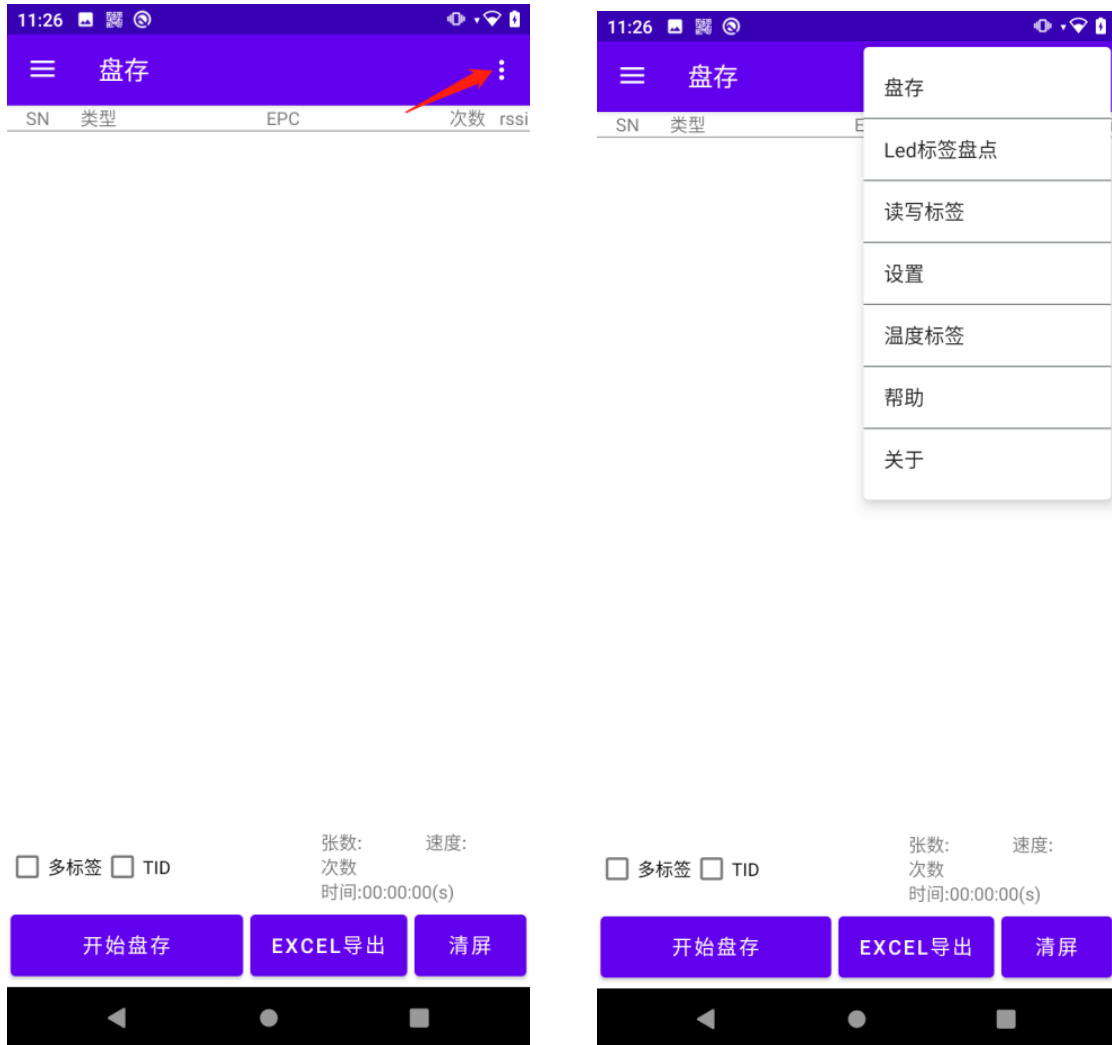 11:26
盘存
SN 类型 EPC 次数 rssi
张数: 速度:
多标签 TID 次数
时间:00:00:00(s)
开始盘存 EXCEL导出 清屏
11:26
盘存
SN 类型 E
盘存
Led标签盘点
读写标签
设置
温度标签
帮助
关于
张数: 速度:
多标签 TID 次数
时间:00:00:00(s)
开始盘存 EXCEL导出 清屏